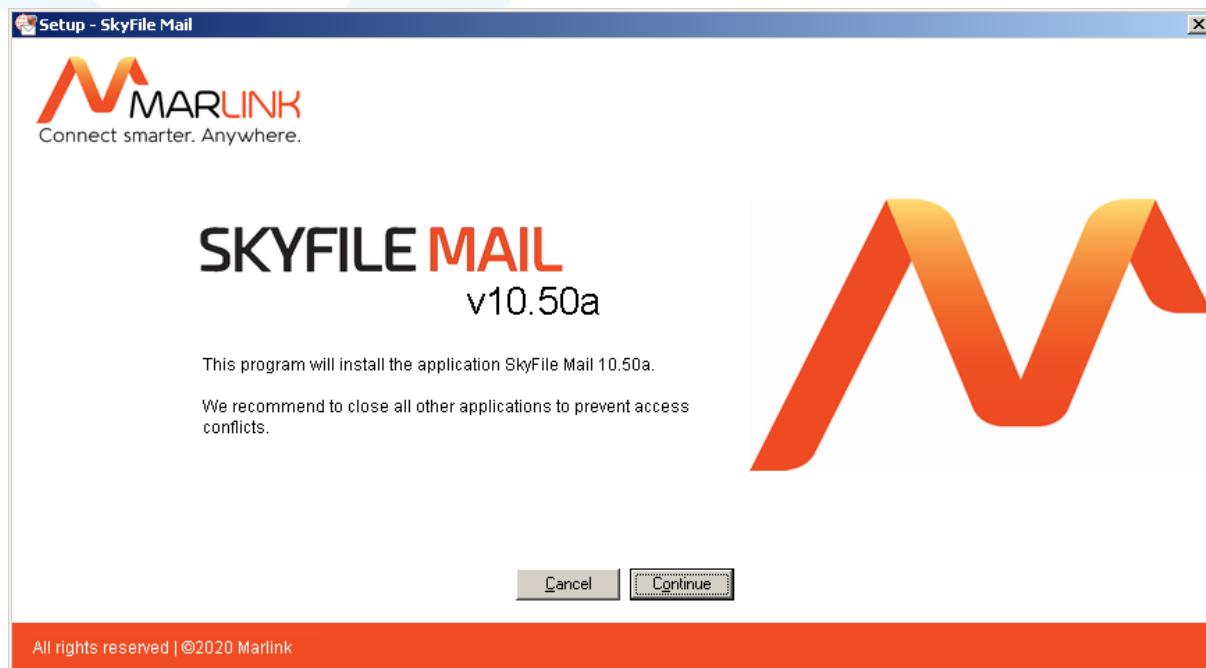 Setup - SkyFile Mail
MARLINK
Connect smarter. Anywhere.
SKYFILE MAIL
v10.50a
This program will install the application SkyFile Mail 10.50a.
We recommend to close all other applications to prevent access
conflicts.
Cancel
Continue
All rights reserved | ©2020 Marlink